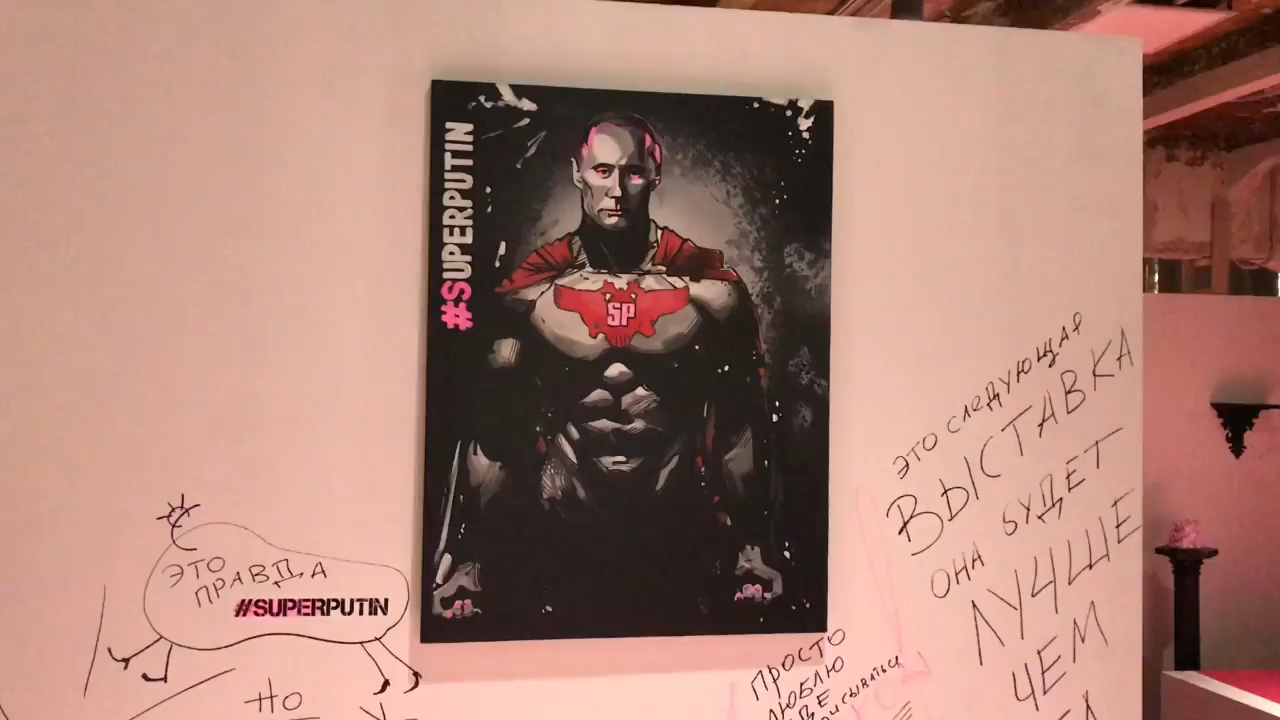 #SUPERPUTIN
SP
ЭТО
ПРАВДА
#SUPERPUTIN
НО
ЭТО СЛЕДУЮЩАЯ
ВЫСТАВКА
ОНА БУДЕТ
ЛУЧШЕ
ЧЕМ
ПРОСТО
ЛЮБЛЮ